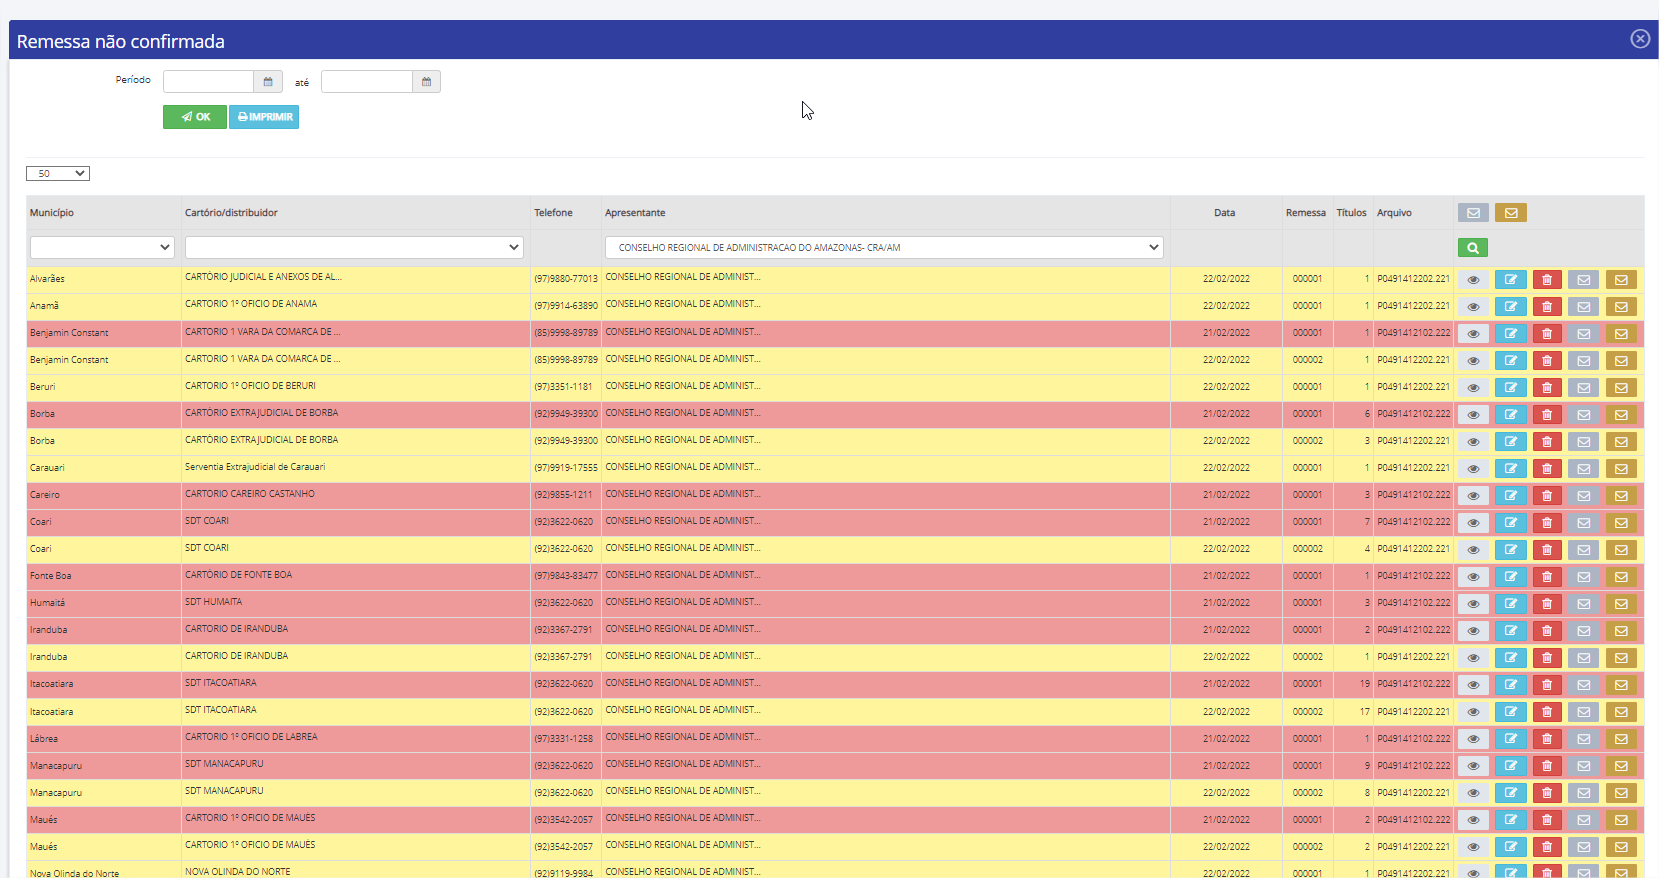 Remessa não confirmada
Período até
OK IMPRIMIR
50
Município Cartório/distribuidor Telefone Apresentante Data Remessa Títulos Arquivo
CONSELHO REGIONAL DE ADMINISTRACAO DO AMAZONAS- CRA/AM
Alvarães CARTÓRIO JUDICIAL E ANEXOS DE AL... (97)9880-77013 CONSELHO REGIONAL DE ADMINIST... 22/02/2022 000001 1 P0491412202.221
Anamã CARTORIO 1º OFICIO DE ANAMA (97)9914-63890 CONSELHO REGIONAL DE ADMINIST... 22/02/2022 000001 1 P0491412202.221
Benjamin Constant CARTORIO 1 VARA DA COMARCA DE ... (85)9998-89789 CONSELHO REGIONAL DE ADMINIST... 21/02/2022 000001 1 P0491412102.222
Benjamin Constant CARTORIO 1 VARA DA COMARCA DE ... (85)9998-89789 CONSELHO REGIONAL DE ADMINIST... 22/02/2022 000002 1 P0491412202.221
Beruri CARTORIO 1º OFICIO DE BERURI (97)3351-1181 CONSELHO REGIONAL DE ADMINIST... 22/02/2022 000001 1 P0491412202.221
Borba CARTÓRIO EXTRAJUDICIAL DE BORBA (92)9949-39300 CONSELHO REGIONAL DE ADMINIST... 21/02/2022 000001 6 P0491412102.222
Borba CARTÓRIO EXTRAJUDICIAL DE BORBA (92)9949-39300 CONSELHO REGIONAL DE ADMINIST... 22/02/2022 000002 3 P0491412202.221
Carauari Serventia Extrajudicial de Carauari (97)9919-17555 CONSELHO REGIONAL DE ADMINIST... 22/02/2022 000001 1 P0491412202.221
Careiro CARTORIO CAREIRO CASTANHO (92)9855-1211 CONSELHO REGIONAL DE ADMINIST... 21/02/2022 000001 3 P0491412102.222
Coari SDT COARI (92)3622-0620 CONSELHO REGIONAL DE ADMINIST... 21/02/2022 000001 7 P0491412102.222
Coari SDT COARI (92)3622-0620 CONSELHO REGIONAL DE ADMINIST... 22/02/2022 000002 4 P0491412202.221
Fonte Boa CARTÓRIO DE FONTE BOA (97)9843-83477 CONSELHO REGIONAL DE ADMINIST... 21/02/2022 000001 1 P0491412102.222
Humaitá SDT HUMAITA (92)3622-0620 CONSELHO REGIONAL DE ADMINIST... 21/02/2022 000001 3 P0491412102.222
Iranduba CARTORIO DE IRANDUBA (92)3367-2791 CONSELHO REGIONAL DE ADMINIST... 21/02/2022 000001 2 P0491412102.222
Iranduba CARTORIO DE IRANDUBA (92)3367-2791 CONSELHO REGIONAL DE ADMINIST... 22/02/2022 000002 1 P0491412202.221
Itacoatiara SDT ITACOATIARA (92)3622-0620 CONSELHO REGIONAL DE ADMINIST... 21/02/2022 000001 19 P0491412102.222
Itacoatiara SDT ITACOATIARA (92)3622-0620 CONSELHO REGIONAL DE ADMINIST... 22/02/2022 000002 17 P0491412202.221
Lábrea CARTORIO 1º OFICIO DE LABREA (97)3331-1258 CONSELHO REGIONAL DE ADMINIST... 21/02/2022 000001 1 P0491412102.222
Manacapuru SDT MANACAPURU (92)3622-0620 CONSELHO REGIONAL DE ADMINIST... 21/02/2022 000001 9 P0491412102.222
Manacapuru SDT MANACAPURU (92)3622-0620 CONSELHO REGIONAL DE ADMINIST... 22/02/2022 000002 8 P0491412202.221
Maués CARTORIO 1º OFICIO DE MAUÉS (92)3542-2057 CONSELHO REGIONAL DE ADMINIST... 21/02/2022 000001 2 P0491412102.222
Maués CARTORIO 1º OFICIO DE MAUÉS (92)3542-2057 CONSELHO REGIONAL DE ADMINIST... 22/02/2022 000002 2 P0491412202.221
Nova Olinda do Norte NOVA OLINDA DO NORTE (92)9119-9984 CONSELHO REGIONAL DE ADMINIST... 22/02/2022 000001 1 P0491412202.221